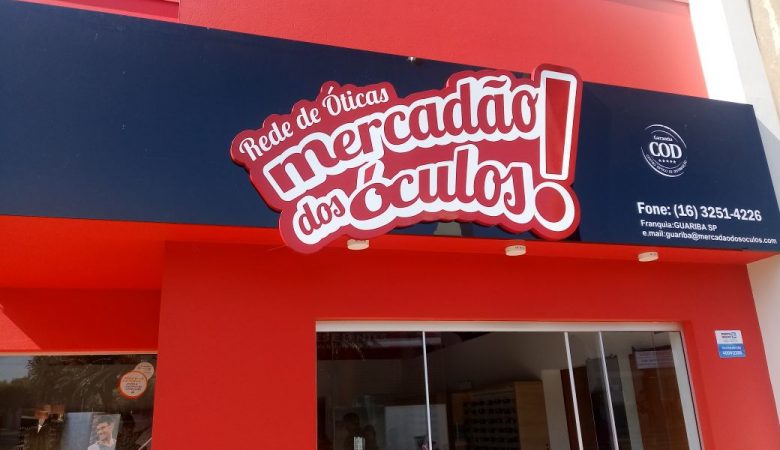 Rede de Óticas
mercadão
dos óculos!
Garantia
COD
Fone: (16) 3251-4226
Franquia:GUARIBA SP
e.mail:guariba@mercadaodosoculos.com